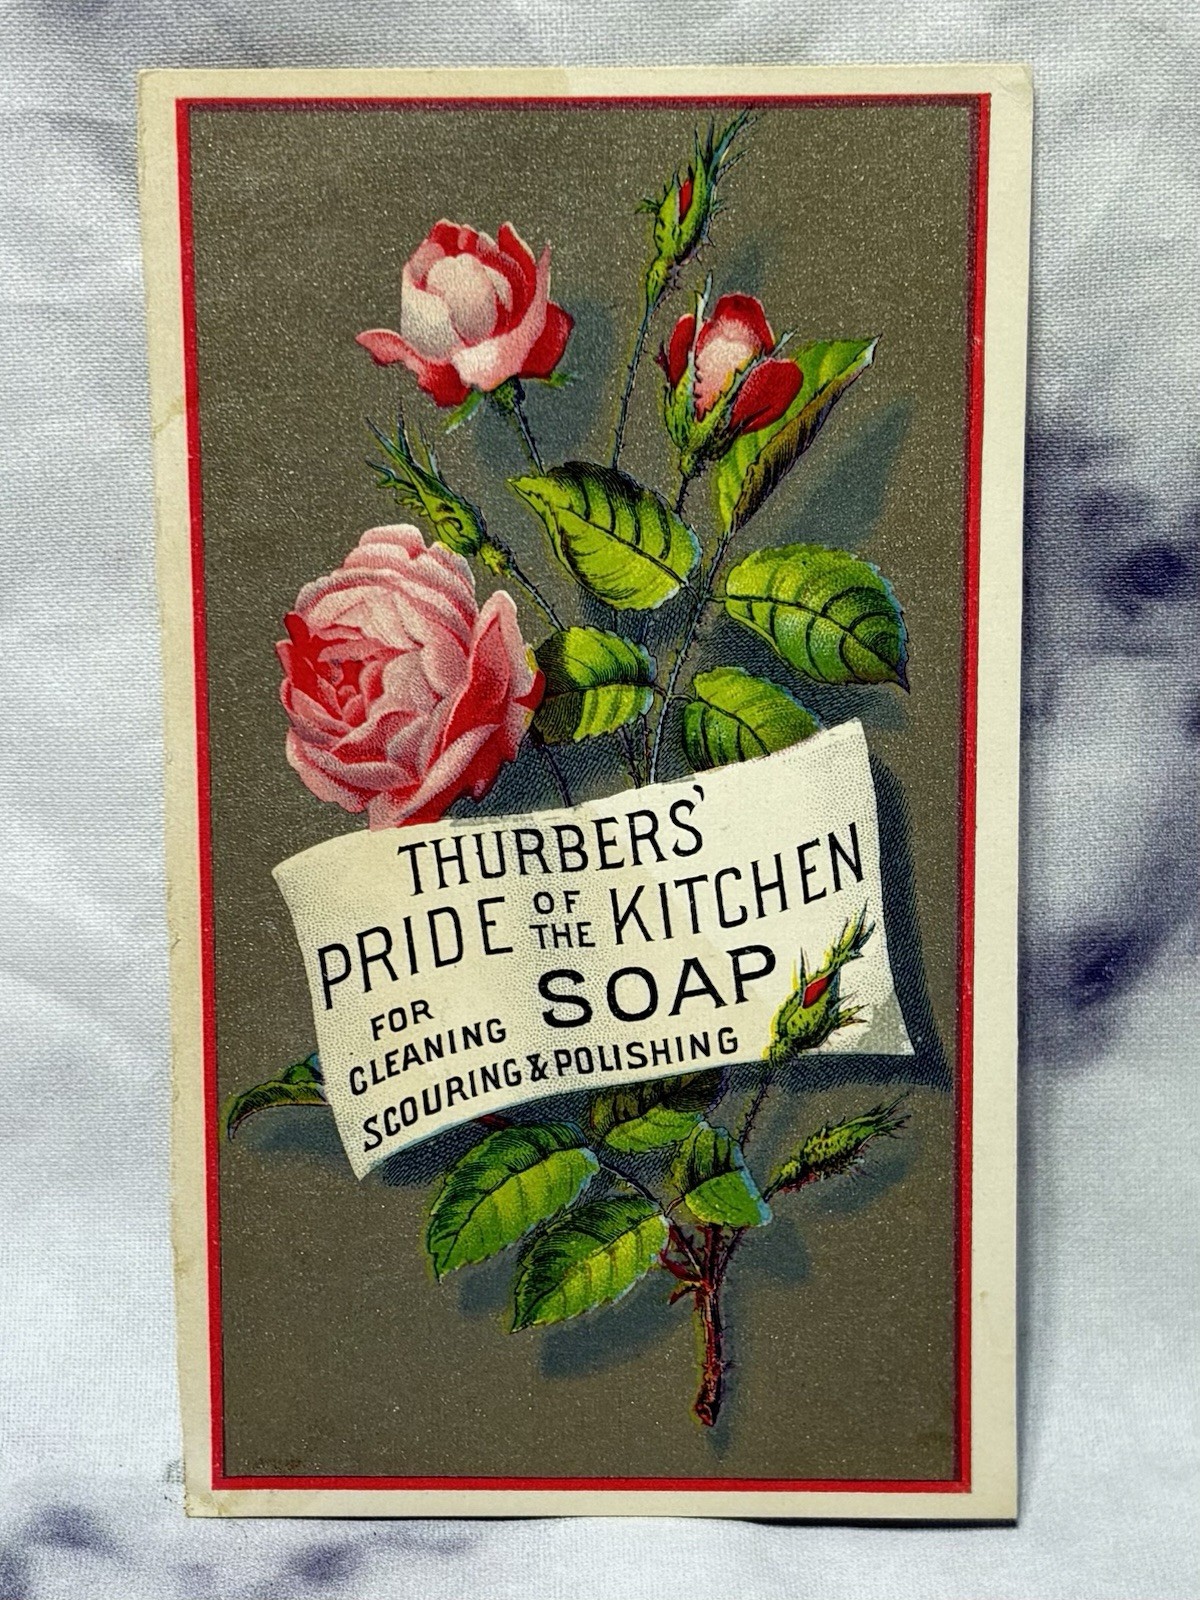 THURBERS'
PRIDE OF THE KITCHEN
SOAP
FOR
CLEANING
SCOURING & POLISHING